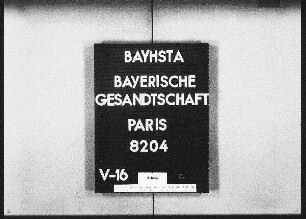 BAYHSTA
BAYERISCHE
GESANDTSCHAFT
PARIS
8204
V-16